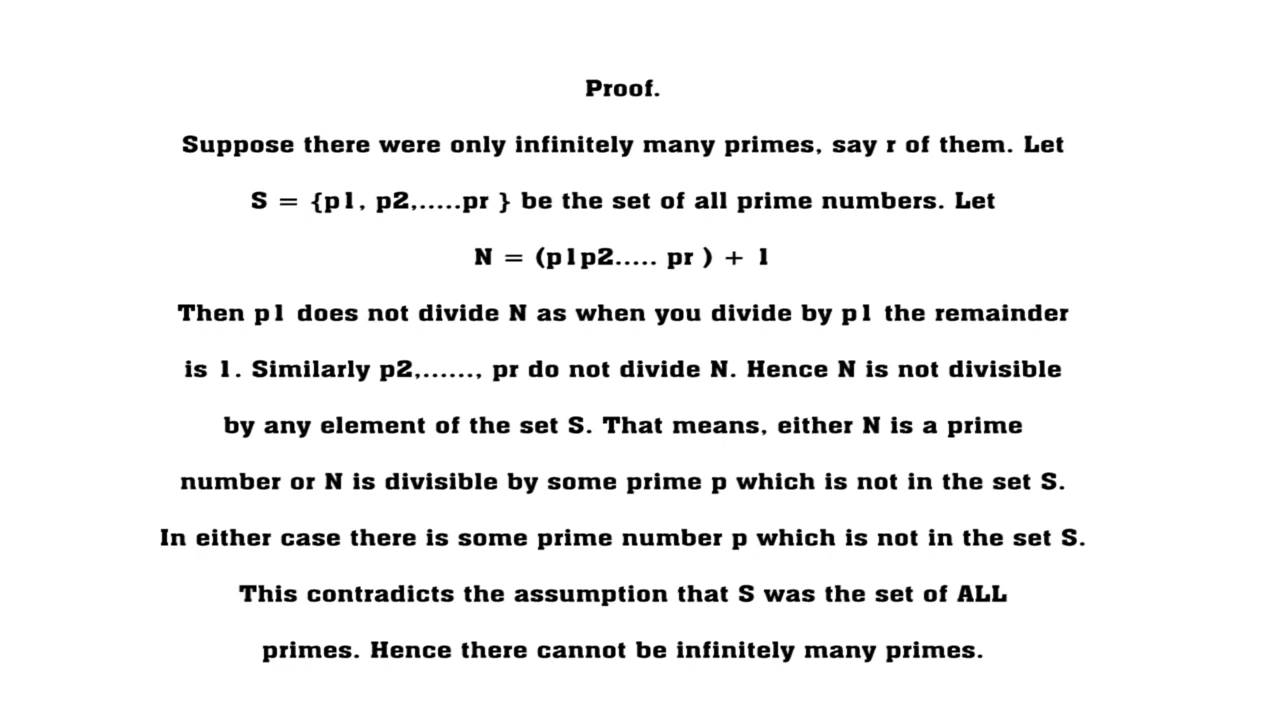 Proof.
Suppose there were only infinitely many primes, say r of them. Let
S = {p1, p2,......pr } be the set of all prime numbers. Let
N = (p1p2..... pr ) + 1
Then p1 does not divide N as when you divide by p1 the remainder
is 1. Similarly p2,......., pr do not divide N. Hence N is not divisible
by any element of the set S. That means, either N is a prime
number or N is divisible by some prime p which is not in the set S.
In either case there is some prime number p which is not in the set S.
This contradicts the assumption that S was the set of ALL
primes. Hence there cannot be infinitely many primes.